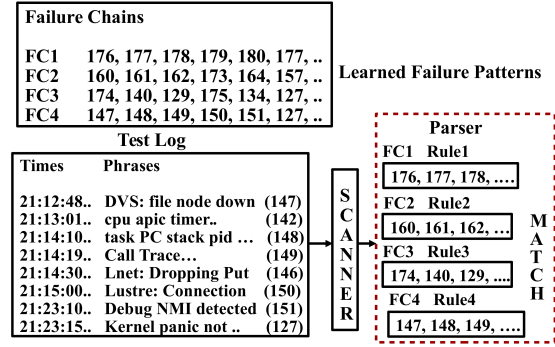 Failure Chains
FC1 176, 177, 178, 179, 180, 177, ..
FC2 160, 161, 162, 173, 164, 157, ..
FC3 174, 140, 129, 175, 134, 127, ..
FC4 147, 148, 149, 150, 151, 127, ..
Learned Failure Patterns
Test Log
Times Phrases
21:12:48.. DVS: file node down (147)
21:13:01.. cpu apic timer.. (142)
21:14:10.. task PC stack pid ... (148)
21:14:19.. Call Trace... (149)
21:14:30.. Lnet: Dropping Put (146)
21:15:00.. Lustre: Connection (150)
21:23:10.. Debug NMI detected (151)
21:23:15.. Kernel panic not .. (127)
SCANNER
Parser
FC1 Rule1
176, 177, 178, ....
FC2 Rule2
160, 161, 162, ...
FC3 Rule3
174, 140, 129, ....
FC4 Rule4
147, 148, 149, ....
MATCH